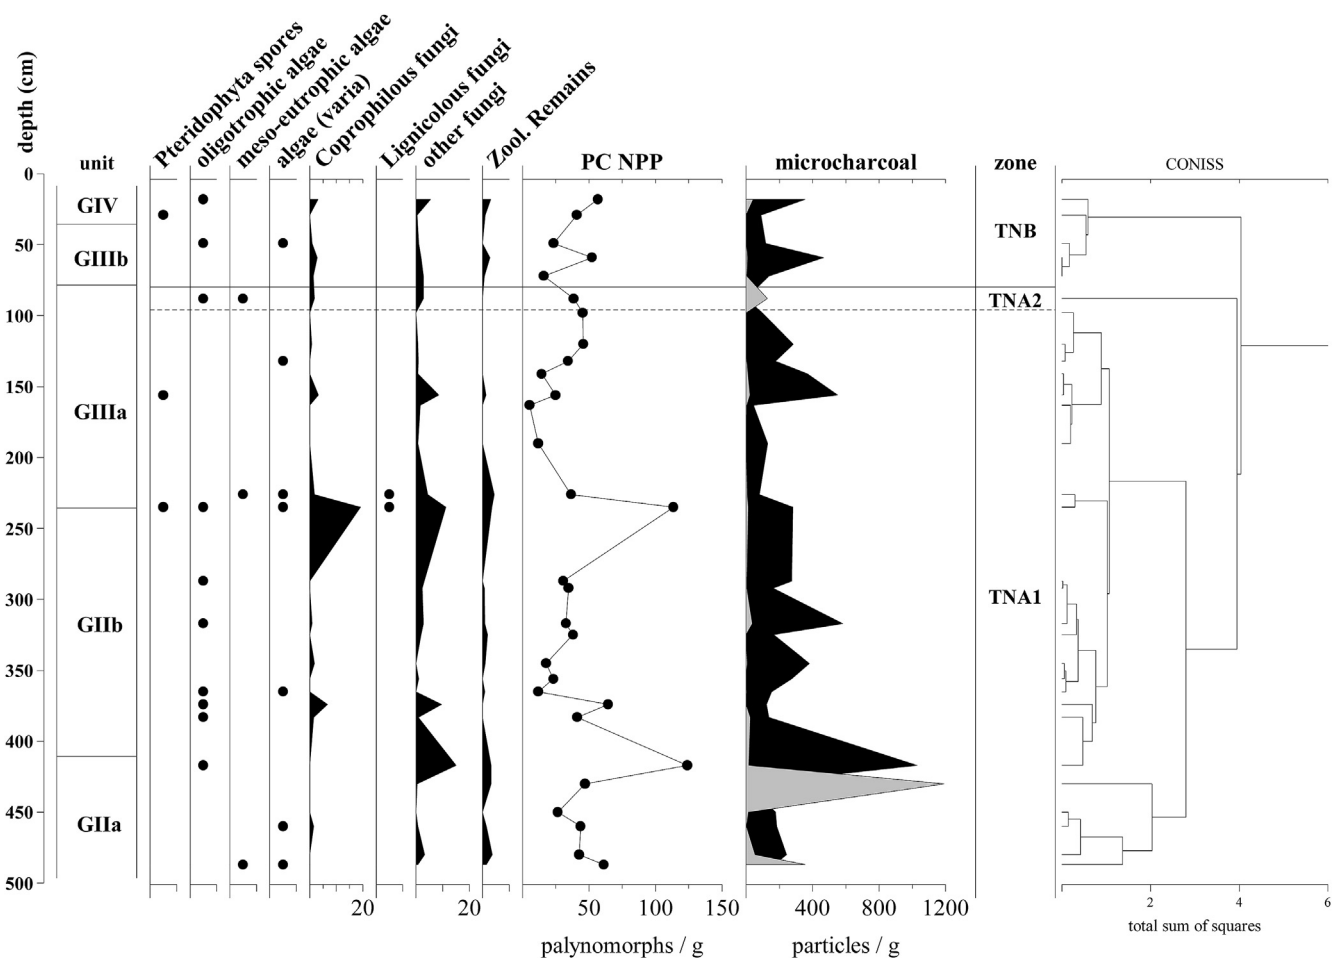 depth (cm)
unit
Pteridophyta spores
oligotrophic algae
meso-eutrophic algae
algae (varia)
Coprophilous fungi
Lignicolous fungi
other fungi
Zool. Remains
PC NPP
microcharcoal
zone
CONISS
0
50
100
150
200
250
300
350
400
450
500
GIV
GIIIb
GIIIa
GIIb
GIIa
TNB
TNA2
TNA1
20
20
50
100
150
400
800
1200
2
4
6
palynomorphs / g
particles / g
total sum of squares